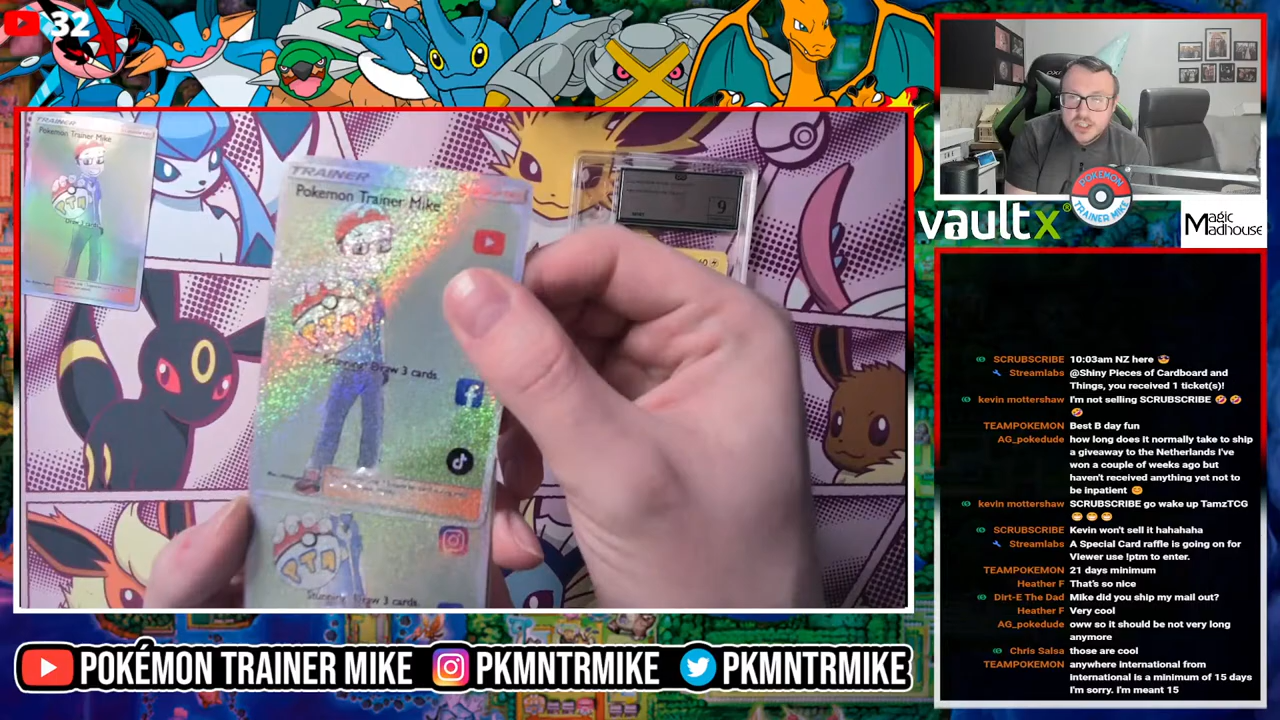 32
TRAINER
Pokemon Trainer Mike
Draw 3 cards
TRAINER
Pokemon Trainer Mike
Draw 3 cards.
Draw 3 cards
9
POKEMON
TRAINER MIKE
vault x®
Magic
Madhouse
SCRUBSCRIBE 10:03am NZ here 😎
Streamlabs @Shiny Pieces of Cardboard and
Things, you received 1 ticket(s)!
kevin mottershaw I'm not selling SCRUBSCRIBE 🤣 🤣
🤣
TEAMPOKEMON Best B day fun
AG_pokedude how long does it normally take to ship
a giveaway to the Netherlands I've
won a couple of weeks ago but
haven't received anything yet not to
be inpatient 😊
kevin mottershaw SCRUBSCRIBE go wake up TamzTCG
😁 😁 😁
SCRUBSCRIBE Kevin won't sell it hahahaha
Streamlabs A Special Card raffle is going on for
Viewer use !ptm to enter.
TEAMPOKEMON 21 days minimum
Heather F That's so nice
Dirt-E The Dad Mike did you ship my mail out?
Heather F Very cool
AG_pokedude oww so it should be not very long
anymore
Chris Salsa those are cool
TEAMPOKEMON anywhere international from
international is a minimum of 15 days
I'm sorry. I'm meant 15
POKÉMON TRAINER MIKE PKMNTRMIKE PKMNTRMIKE